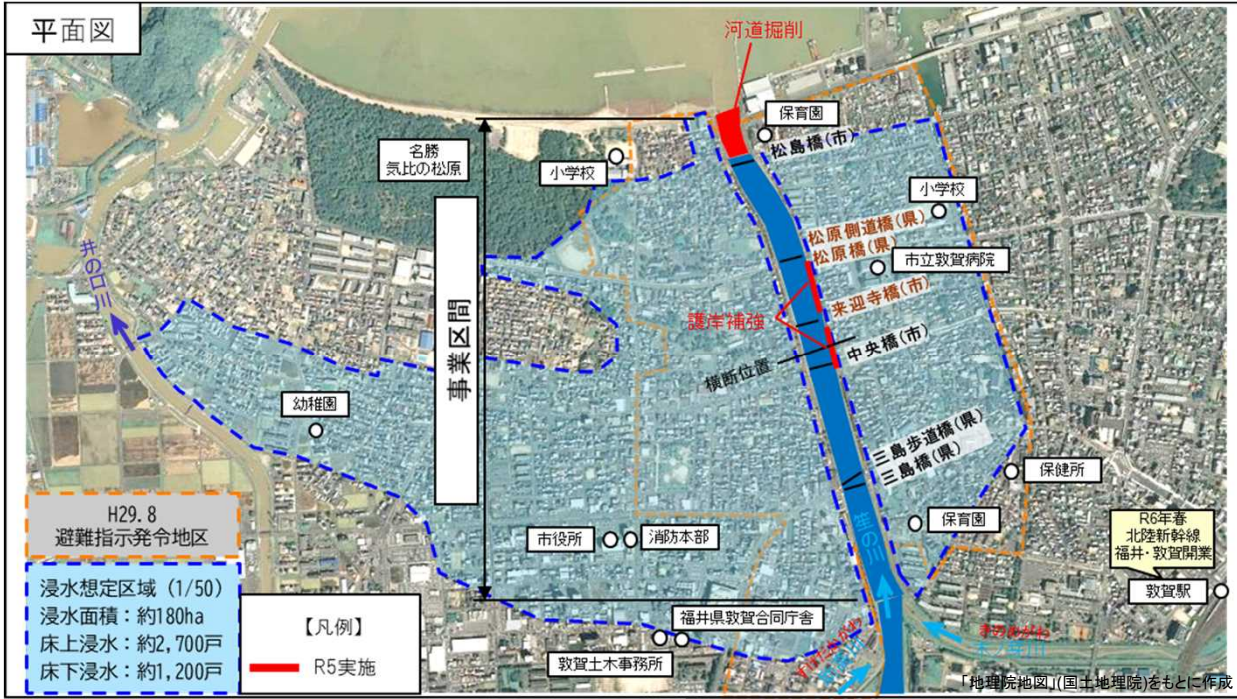 平面図
河道掘削
保育園
松島橋(市)
名勝
気比の松原
小学校
小学校
松原側道橋(県)
松原橋(県)
市立敦賀病院
井の口川
事業区間
来迎寺橋(市)
護岸補強
中央橋(市)
横断位置
幼稚園
三島歩道橋(県)
三島橋(県)
保健所
H29.8
避難指示発令地区
市役所
消防本部
保育園
笙の川
R6年春
北陸新幹線
福井・敦賀開業
敦賀駅
浸水想定区域 (1/50)
浸水面積:約180ha
床上浸水:約2,700戸
床下浸水:約1,200戸
【凡例】
R5実施
福井県敦賀合同庁舎
敦賀土木事務所
「地理院地図」(国土地理院)をもとに作成